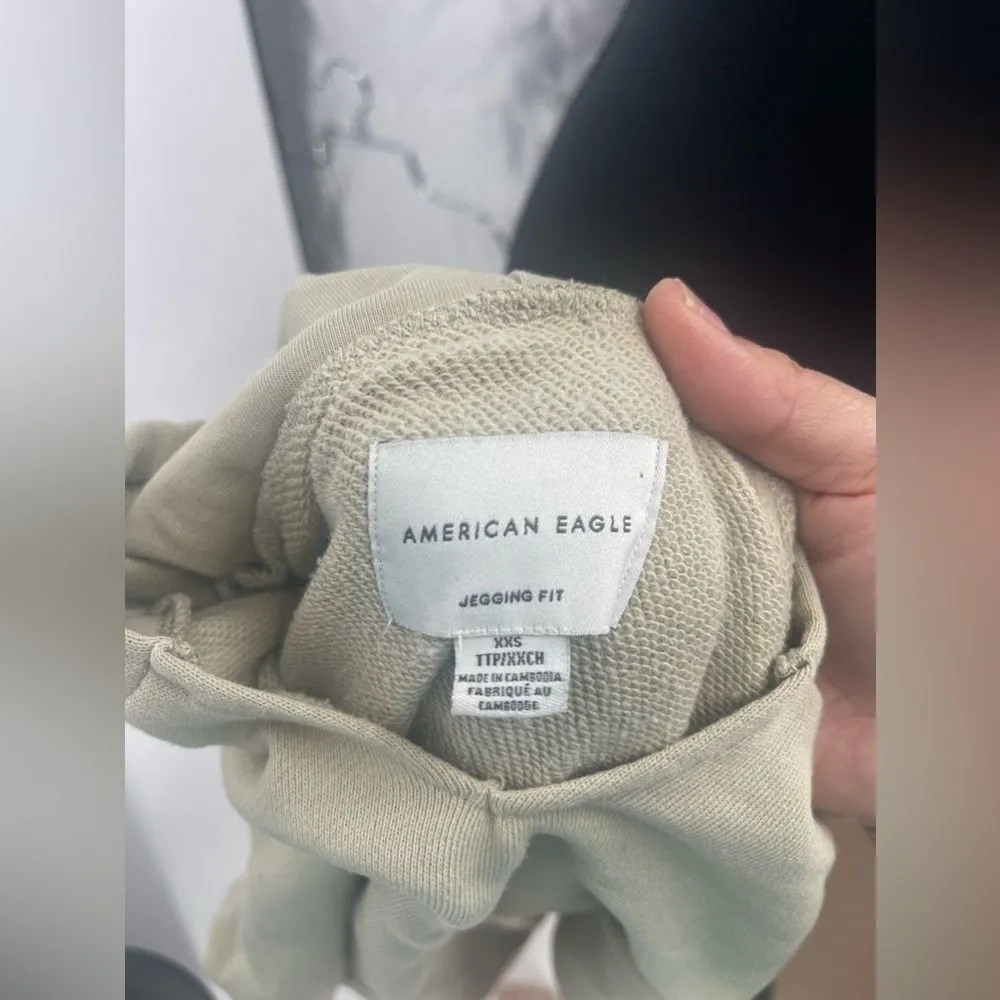 AMERICAN EAGLE
JEGGING FIT
XXS
TTP/XXCH
MADE IN CAMBODIA
FABRIQUÉ AU
CAMBODGE